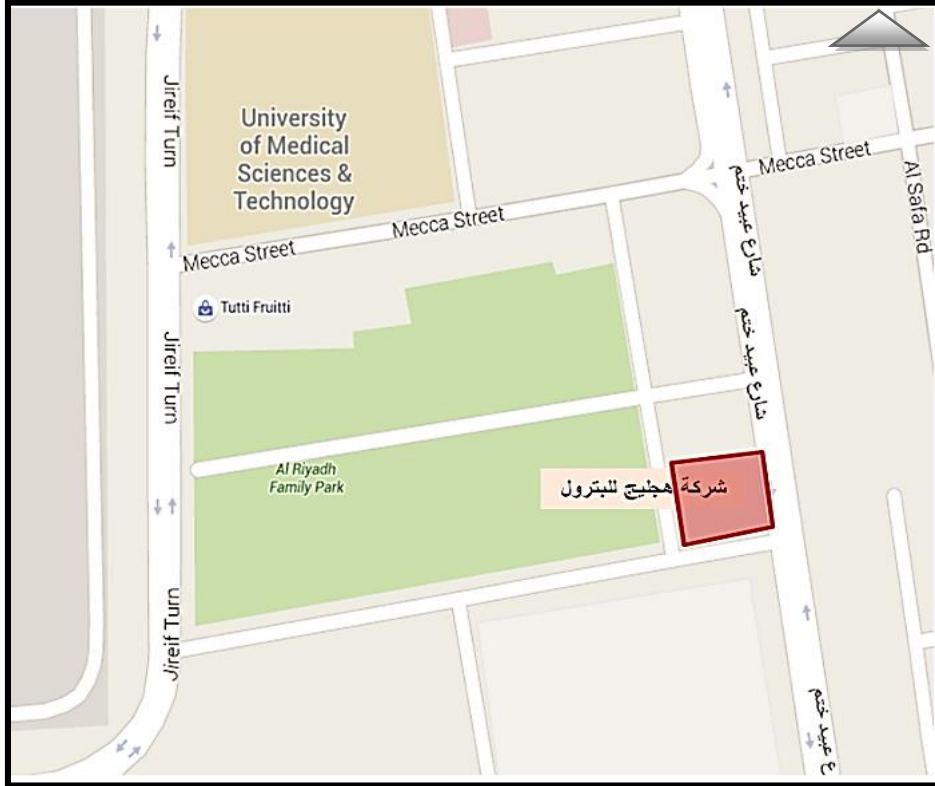 Jireif Turn
University
of Medical
Sciences &
Technology
Mecca Street
Mecca Street
Mecca Street
شارع عبيد ختم
Al Safa Rd
Tutti Fruitti
Jireif Turn
شارع عبيد ختم
Al Riyadh
Family Park
شركة هجليج للبترول
Jireif Turn
ع عبيد ختم